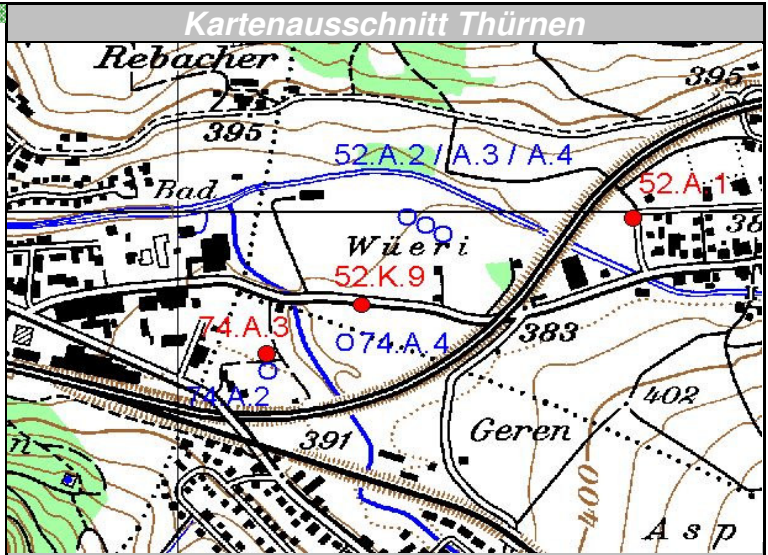 Kartenausschnitt Thürnen
Rebacher
395
395
52.A.2 / A.3 / A.4
Bad
52.A.1
38
Wüeri
52.K.9
74.A.3
74.A.4
383
74.A.2
402
391
Geren
n
400
Asp